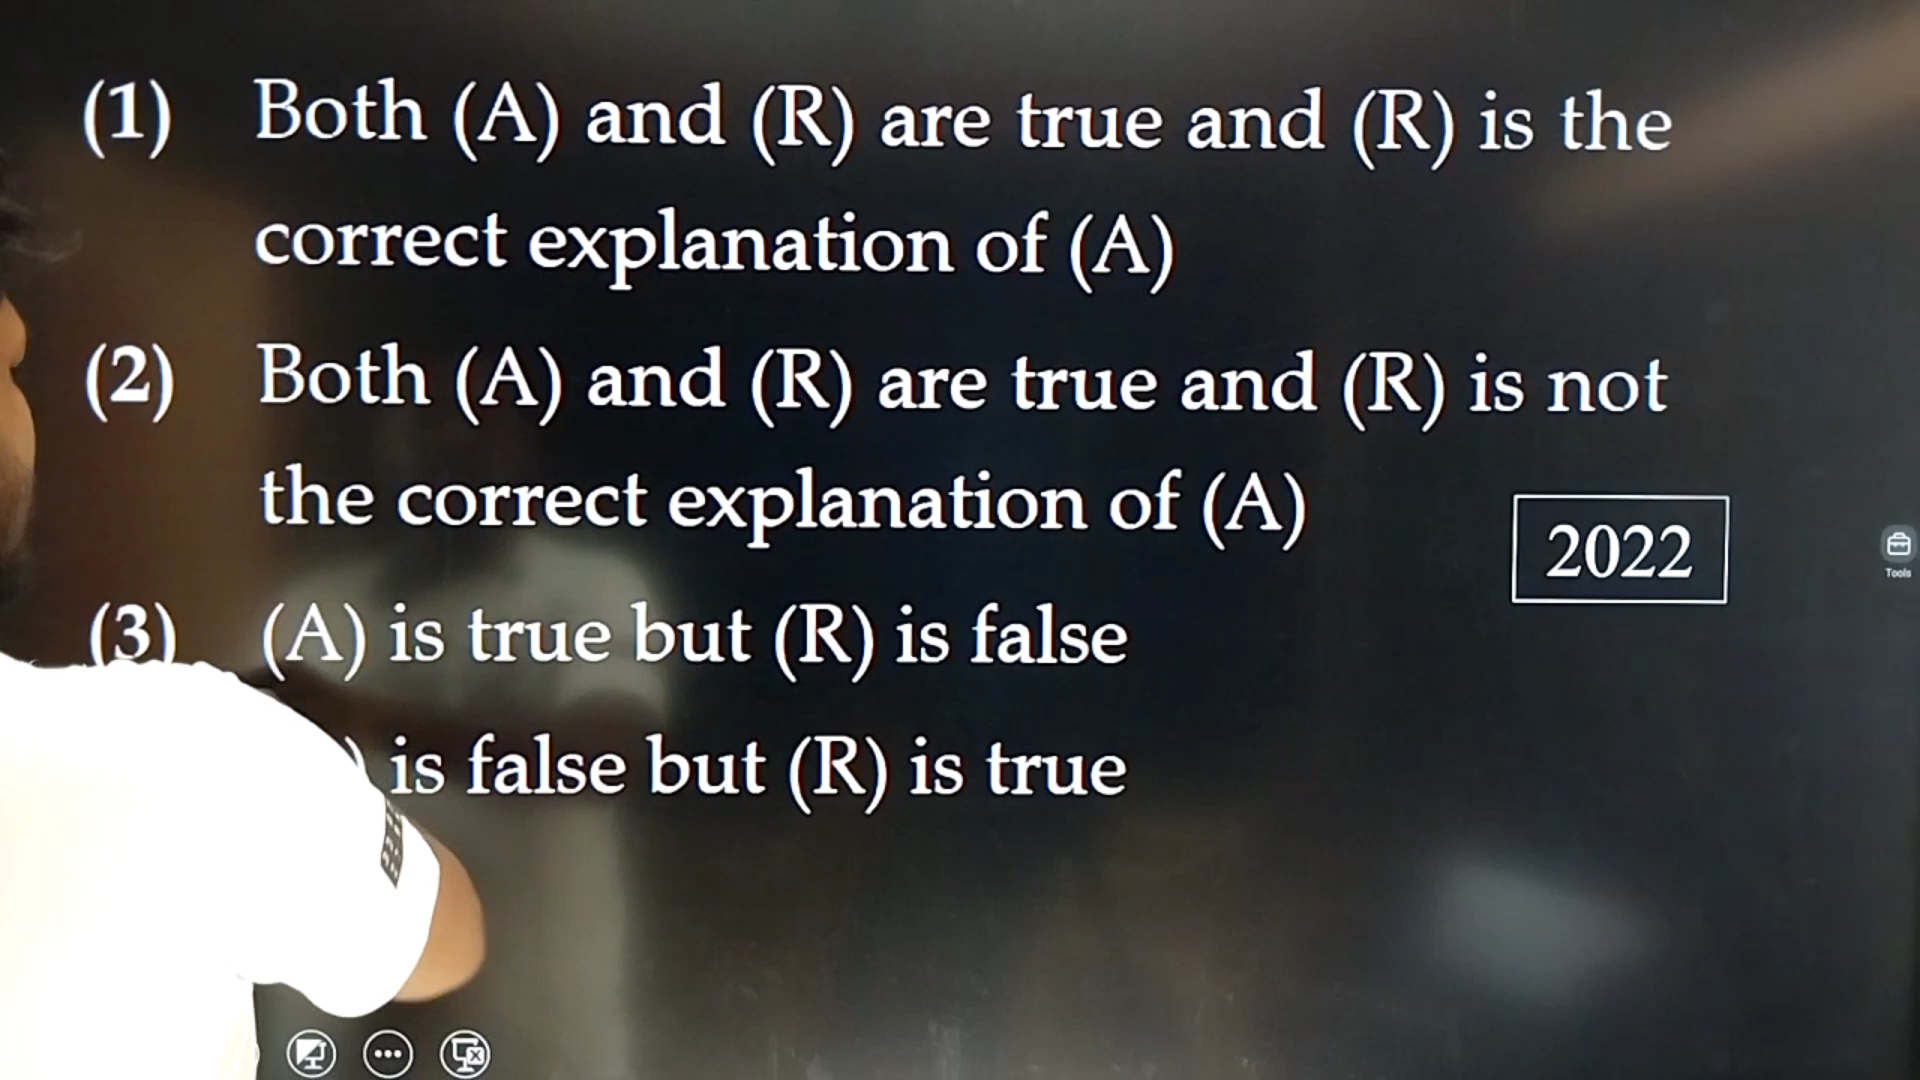 (1) Both (A) and (R) are true and (R) is the
correct explanation of (A)
(2) Both (A) and (R) are true and (R) is not
the correct explanation of (A)
2022
Tools
(3) (A) is true but (R) is false
) is false but (R) is true